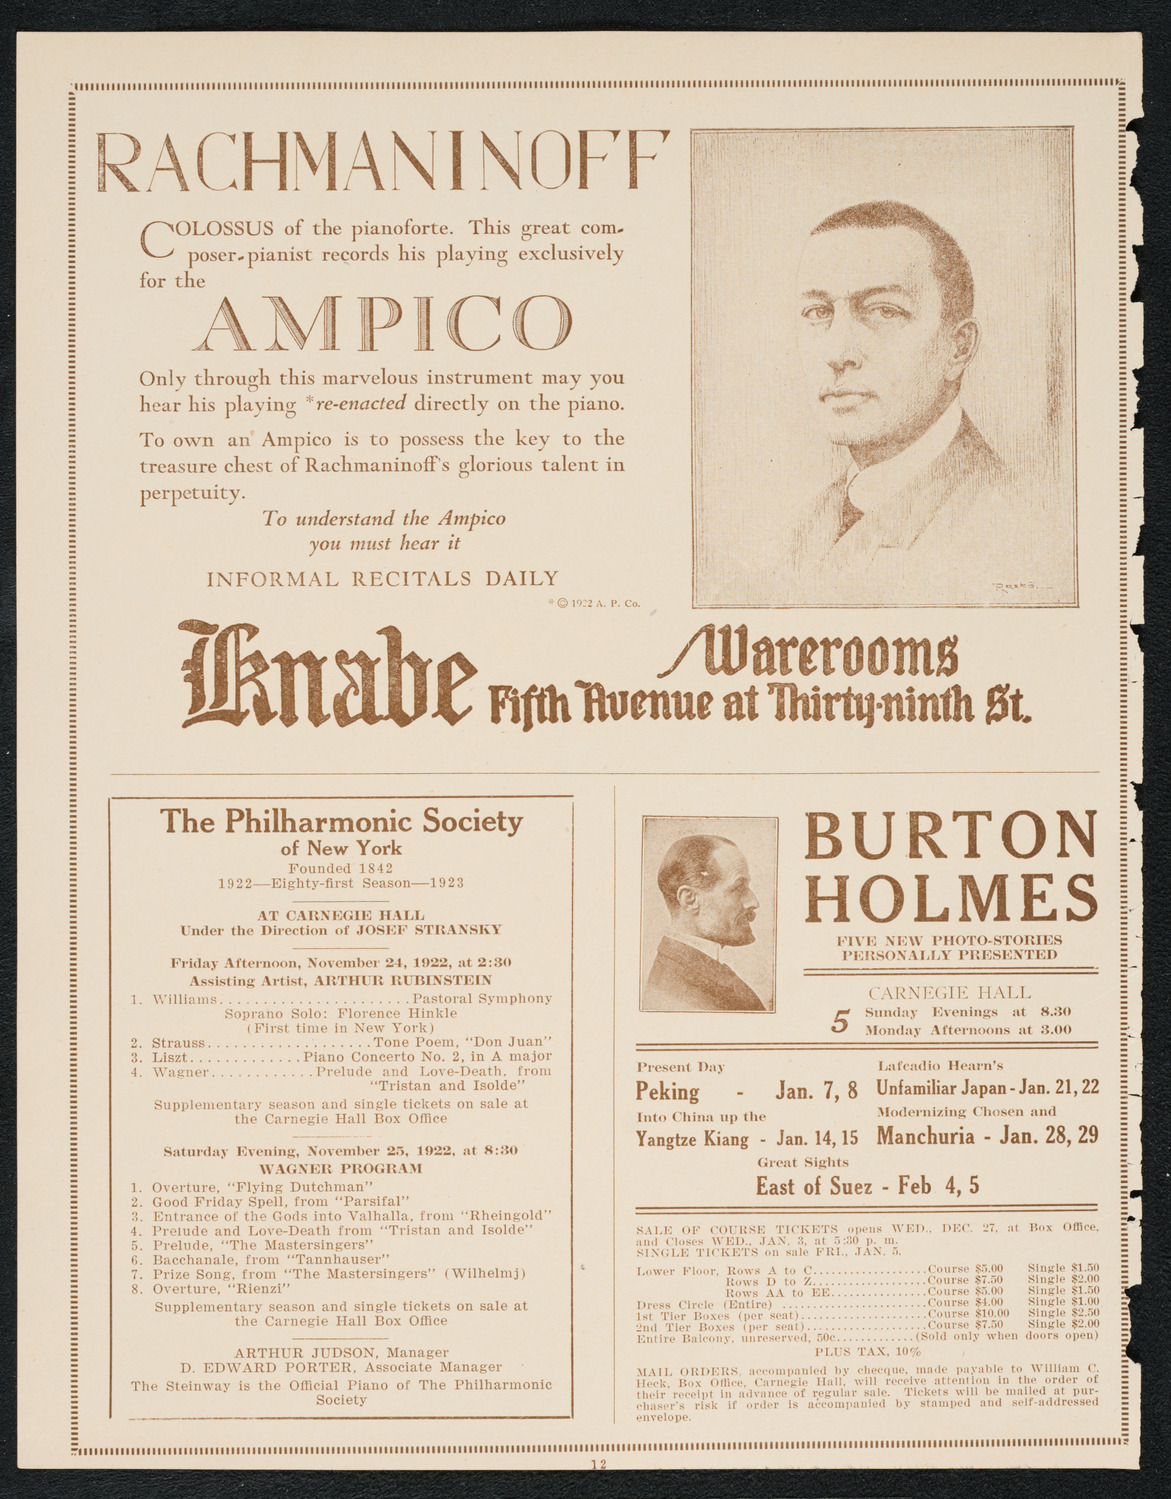 RACHMANINOFF
COLOSSUS of the pianoforte. This great com-
poser-pianist records his playing exclusively
for the
AMPICO
Only through this marvelous instrument may you
hear his playing *re-enacted directly on the piano.
To own an Ampico is to possess the key to the
treasure chest of Rachmaninoff's glorious talent in
perpetuity.
To understand the Ampico
you must hear it
INFORMAL RECITALS DAILY
* © 1922 A. P. Co.
Knabe
Warerooms
Fifth Avenue at Thirty-ninth St.
The Philharmonic Society
of New York
Founded 1842
1922—Eighty-first Season—1923
AT CARNEGIE HALL
Under the Direction of JOSEF STRANSKY
Friday Afternoon, November 24, 1922, at 2:30
Assisting Artist, ARTHUR RUBINSTEIN
1. Williams......................Pastoral Symphony
Soprano Solo: Florence Hinkle
(First time in New York)
2. Strauss...................Tone Poem, "Don Juan"
3. Liszt.............Piano Concerto No. 2, in A major
4. Wagner............Prelude and Love-Death, from
"Tristan and Isolde"
Supplementary season and single tickets on sale at
the Carnegie Hall Box Office
Saturday Evening, November 25, 1922, at 8:30
WAGNER PROGRAM
1. Overture, "Flying Dutchman"
2. Good Friday Spell, from "Parsifal"
3. Entrance of the Gods into Valhalla, from "Rheingold"
4. Prelude and Love-Death from "Tristan and Isolde"
5. Prelude, "The Mastersingers"
6. Bacchanale, from "Tannhauser"
7. Prize Song, from "The Mastersingers" (Wilhelmj)
8. Overture, "Rienzi"
Supplementary season and single tickets on sale at
the Carnegie Hall Box Office
ARTHUR JUDSON, Manager
D. EDWARD PORTER, Associate Manager
The Steinway is the Official Piano of The Philharmonic
Society
BURTON
HOLMES
FIVE NEW PHOTO-STORIES
PERSONALLY PRESENTED
CARNEGIE HALL
5 Sunday Evenings at 8.30
Monday Afternoons at 3.00
Present Day
Peking - Jan. 7, 8
Into China up the
Yangtze Kiang - Jan. 14, 15
Lafcadio Hearn's
Unfamiliar Japan - Jan. 21, 22
Modernizing Chosen and
Manchuria - Jan. 28, 29
Great Sights
East of Suez - Feb 4, 5
SALE OF COURSE TICKETS opens WED., DEC. 27, at Box Office,
and Closes WED., JAN. 3, at 5:30 p. m.
SINGLE TICKETS on sale FRI., JAN. 5.
Lower Floor, Rows A to C...................Course $5.00 Single $1.50
Rows D to Z...................Course $7.50 Single $2.00
Rows AA to EE................Course $5.00 Single $1.50
Dress Circle (Entire) ........................Course $4.00 Single $1.00
1st Tier Boxes (per seat).....................Course $10.00 Single $2.50
2nd Tier Boxes (per seat)....................Course $7.50 Single $2.00
Entire Balcony, unreserved, 50c.............(Sold only when doors open)
PLUS TAX, 10%
MAIL ORDERS, accompanied by checque, made payable to William C.
Heck, Box Office, Carnegie Hall, will receive attention in the order of
their receipt in advance of regular sale. Tickets will be mailed at pur-
chaser's risk if order is accompanied by stamped and self-addressed
envelope.
12